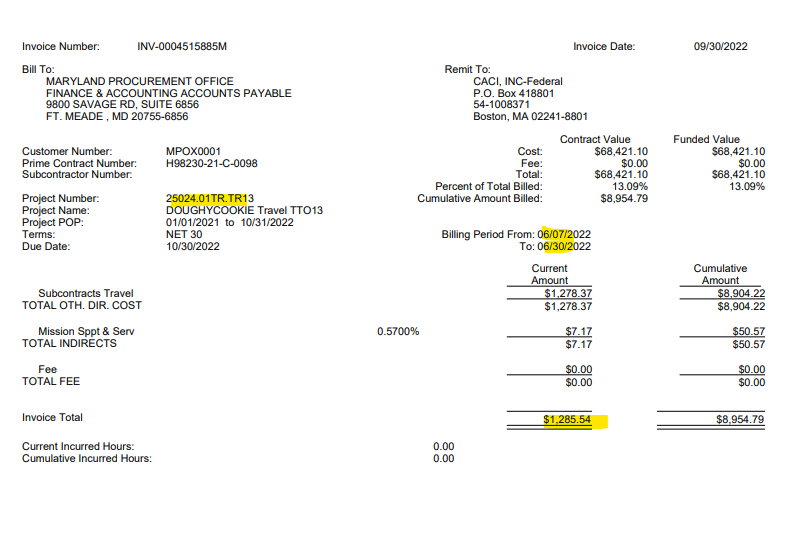 Invoice Number: INV-0004515885M Invoice Date: 09/30/2022
Bill To: Remit To:
MARYLAND PROCUREMENT OFFICE CACI, INC-Federal
FINANCE & ACCOUNTING ACCOUNTS PAYABLE P.O. Box 418801
9800 SAVAGE RD, SUITE 6856 54-1008371
FT. MEADE , MD 20755-6856 Boston, MA 02241-8801
Contract Value Funded Value
Customer Number: MPOX0001 Cost: $68,421.10 $68,421.10
Prime Contract Number: H98230-21-C-0098 Fee: $0.00 $0.00
Subcontractor Number: Total: $68,421.10 $68,421.10
Percent of Total Billed: 13.09% 13.09%
Project Number: 25024.01TR.TR13 Cumulative Amount Billed: $8,954.79
Project Name: DOUGHYCOOKIE Travel TTO13
Project POP: 01/01/2021 to 10/31/2022
Terms: NET 30 Billing Period From: 06/07/2022
Due Date: 10/30/2022 To: 06/30/2022
Current Cumulative
Amount Amount
Subcontracts Travel $1,278.37 $8,904.22
TOTAL OTH. DIR. COST $1,278.37 $8,904.22
Mission Sppt & Serv 0.5700% $7.17 $50.57
TOTAL INDIRECTS $7.17 $50.57
Fee $0.00 $0.00
TOTAL FEE $0.00 $0.00
Invoice Total $1,285.54 $8,954.79
Current Incurred Hours: 0.00
Cumulative Incurred Hours: 0.00